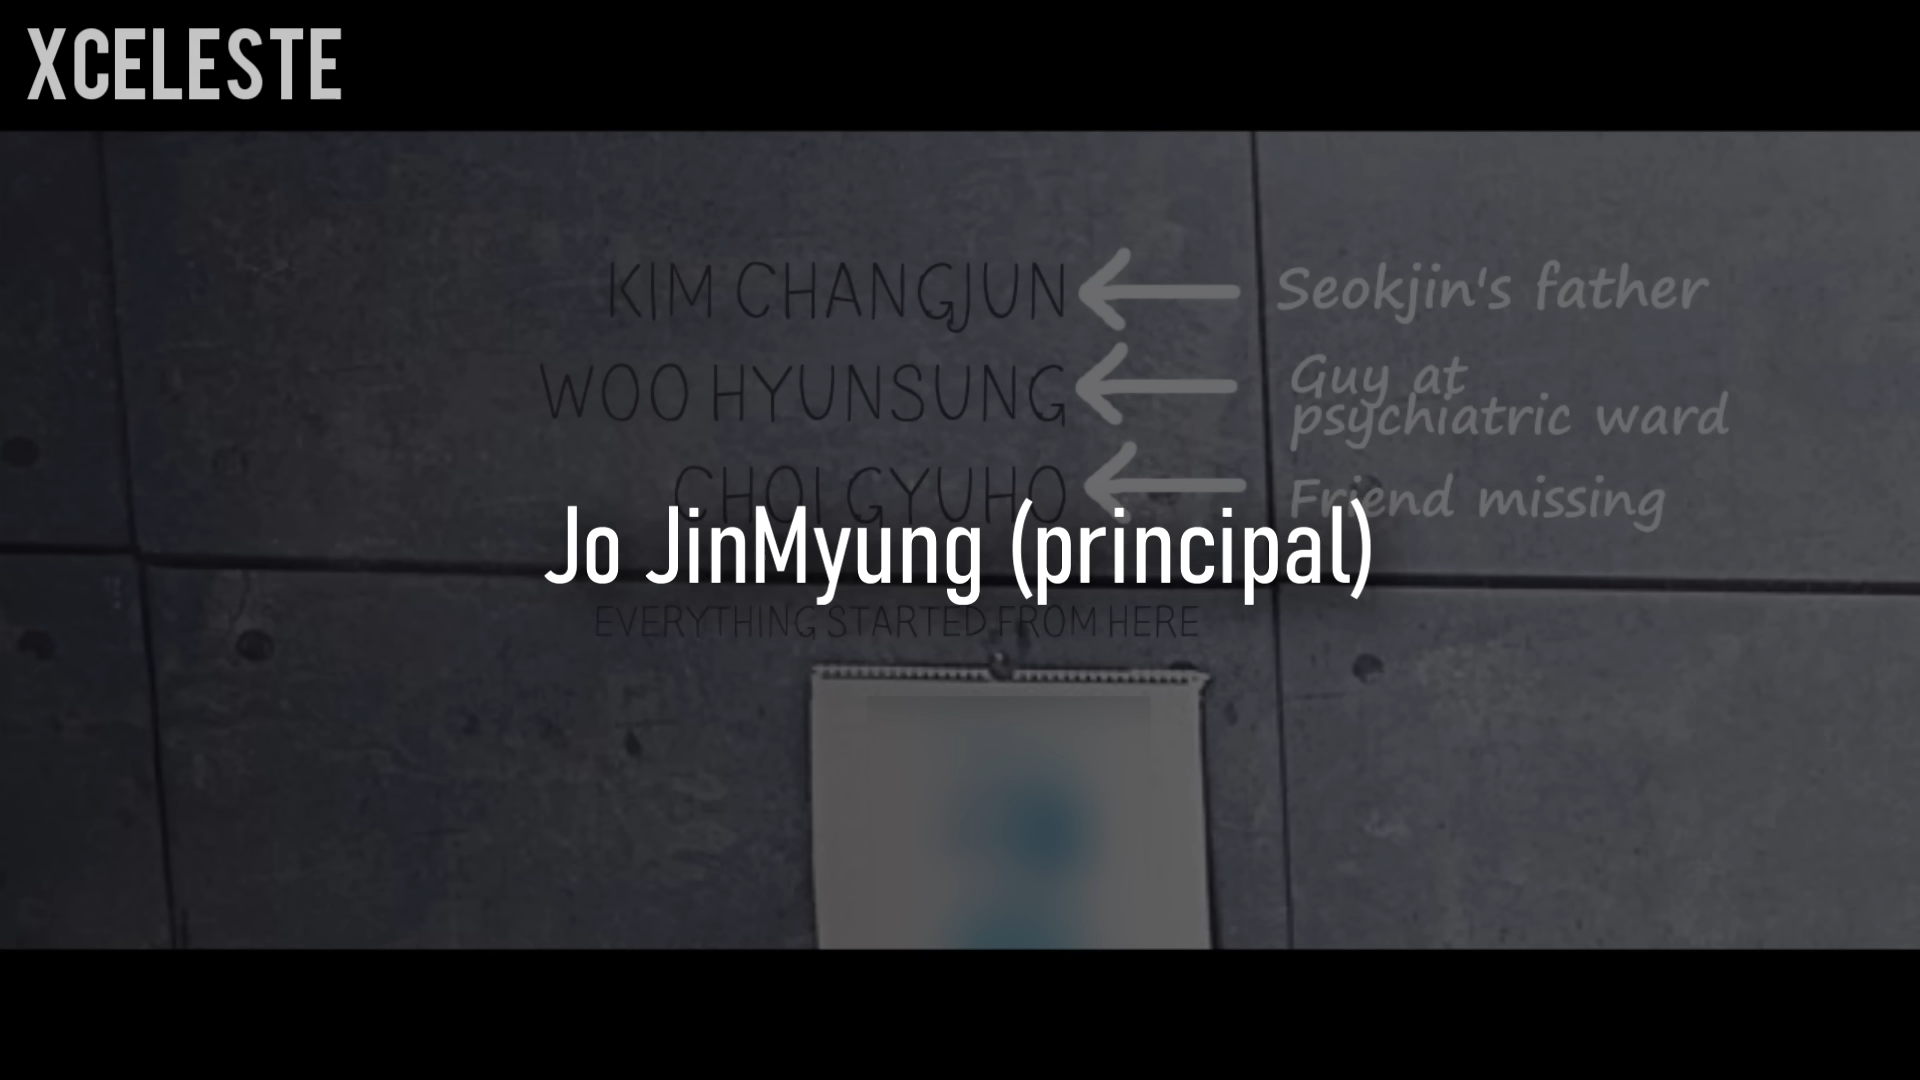 XCELESTE
KIM CHANGJUN
Seokjin's father
WOO HYUNSUNG
Guy at
psychiatric ward
CHOI GYUHO
Friend missing
Jo JinMyung (principal)
EVERYTHING STARTED FROM HERE